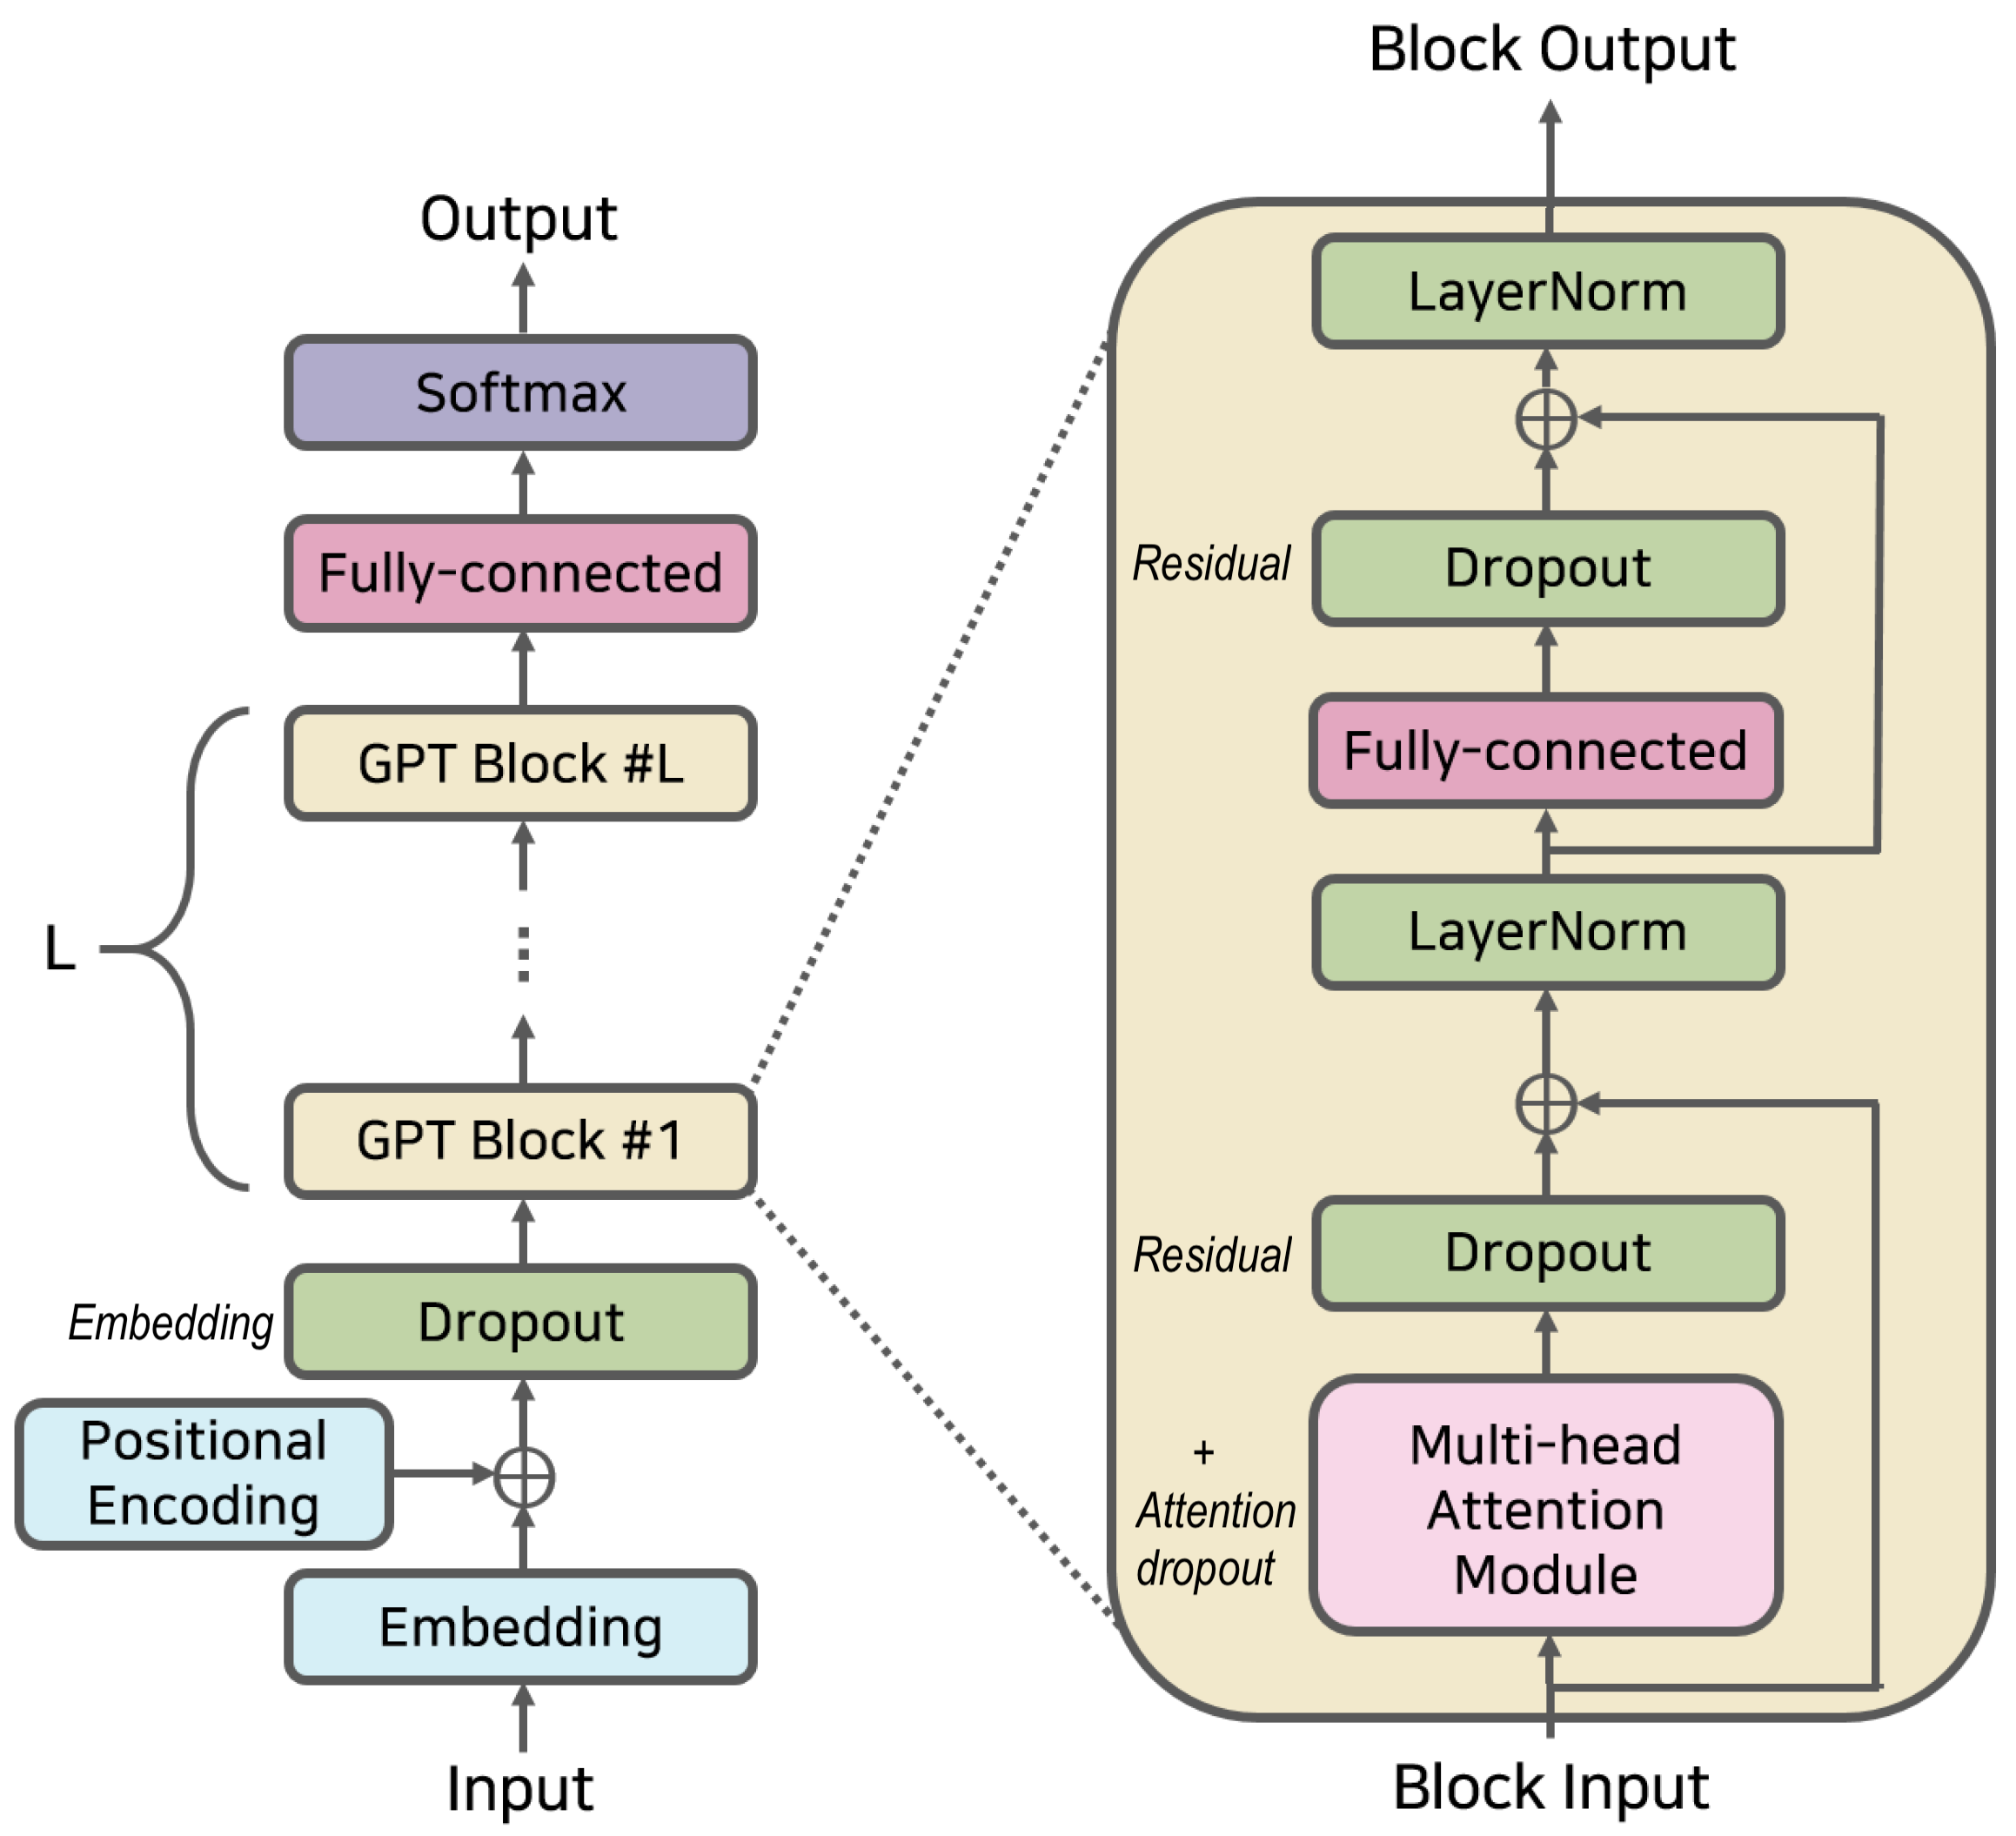 Output
Softmax
Fully-connected
GPT Block #L
L
GPT Block #1
Embedding
Dropout
Positional
Encoding
Embedding
Input
Block Output
LayerNorm
Residual
Dropout
Fully-connected
LayerNorm
Residual
Dropout
+
Attention
dropout
Multi-head
Attention
Module
Block Input